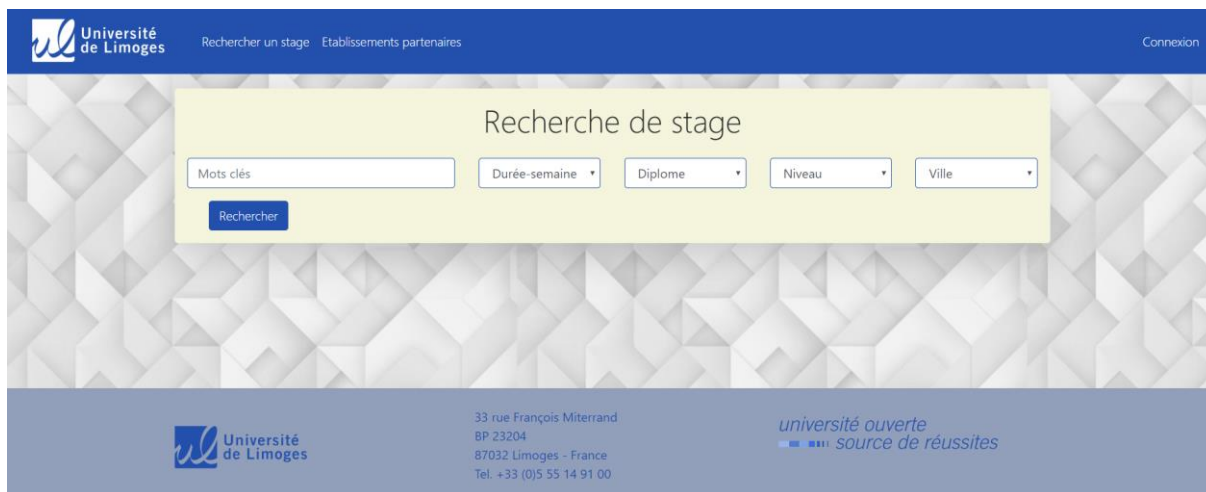 Université
de Limoges
Rechercher un stage Etablissements partenaires
Connexion
Recherche de stage
Mots clés
Durée-semaine
Diplome
Niveau
Ville
Rechercher
Université
de Limoges
33 rue François Miterrand
BP 23204
87032 Limoges - France
Tel. +33 (0)5 55 14 91 00
université ouverte
source de réussites